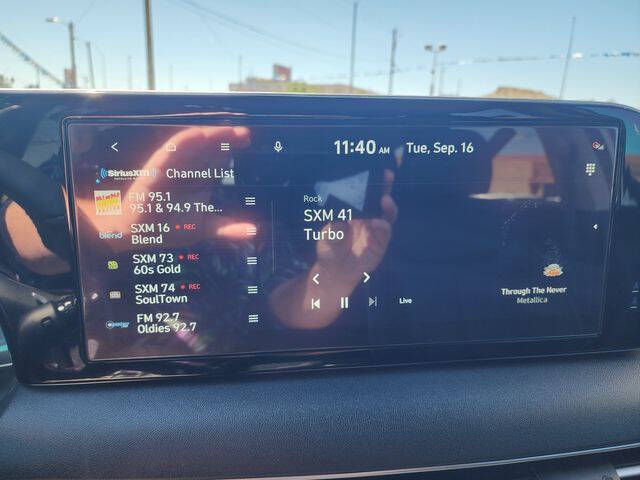 11:40 AM Tue, Sep. 16
SiriusXM Channel List
FM 95.1
95.1 & 94.9 The...
SXM 16 REC
blend Blend
SXM 73 REC
60s Gold
SXM 74 REC
SoulTown
FM 92.7
Oldies 92.7
Rock
SXM 41
Turbo
Live
Through The Never
Metallica